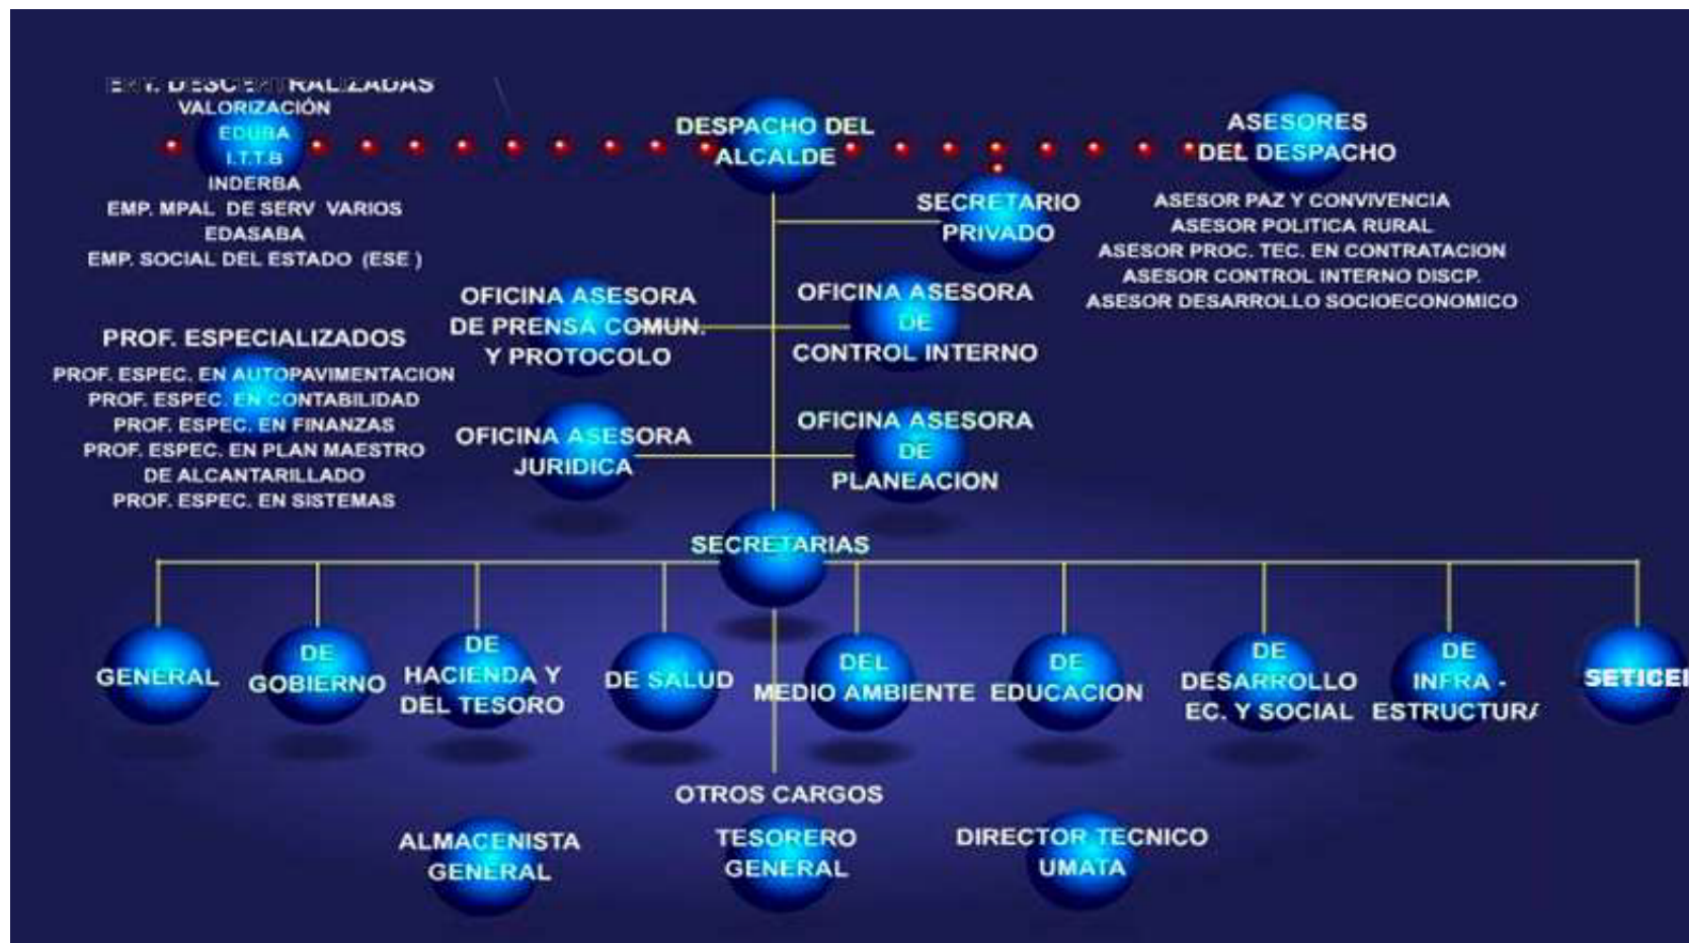 ENT. DESCENTRALIZADAS
VALORIZACIÓN
EDUBA
I.T.T.B
INDERBA
EMP. MPAL DE SERV VARIOS
EDASABA
EMP. SOCIAL DEL ESTADO (ESE )
DESPACHO DEL
ALCALDE
ASESORES
DEL DESPACHO
ASESOR PAZ Y CONVIVENCIA
ASESOR POLITICA RURAL
ASESOR PROC. TEC. EN CONTRATACION
ASESOR CONTROL INTERNO DISCP.
ASESOR DESARROLLO SOCIOECONOMICO
SECRETARIO
PRIVADO
OFICINA ASESORA
DE PRENSA COMUN.
Y PROTOCOLO
OFICINA ASESORA
DE
CONTROL INTERNO
PROF. ESPECIALIZADOS
PROF. ESPEC. EN AUTOPAVIMENTACION
PROF. ESPEC. EN CONTABILIDAD
PROF. ESPEC. EN FINANZAS
PROF. ESPEC. EN PLAN MAESTRO
DE ALCANTARILLADO
PROF. ESPEC. EN SISTEMAS
OFICINA ASESORA
JURIDICA
OFICINA ASESORA
DE
PLANEACION
SECRETARIAS
GENERAL
DE
GOBIERNO
DE
HACIENDA Y
DEL TESORO
DE SALUD
DEL
MEDIO AMBIENTE
DE
EDUCACION
DE
DESARROLLO
EC. Y SOCIAL
DE
INFRA -
ESTRUCTURA
SETICEI
OTROS CARGOS
ALMACENISTA
GENERAL
TESORERO
GENERAL
DIRECTOR TECNICO
UMATA